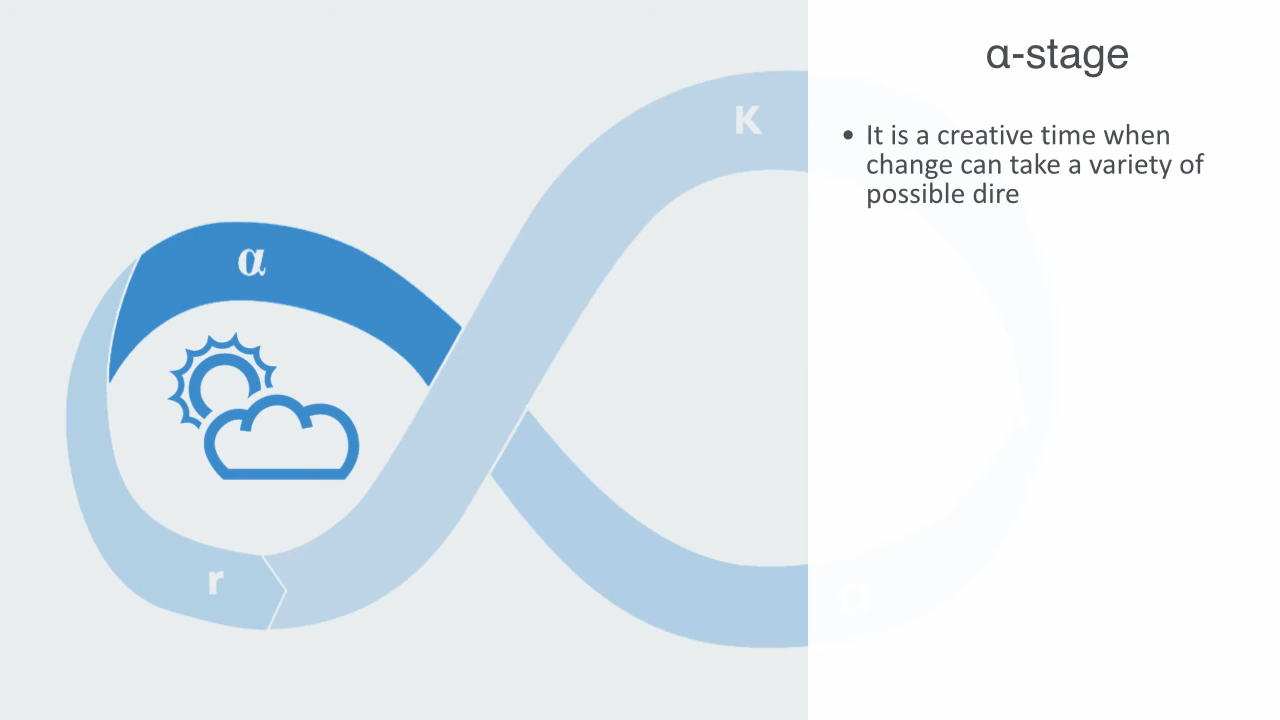 α-stage
• It is a creative time when
change can take a variety of
possible dire
K
α
r
Ω